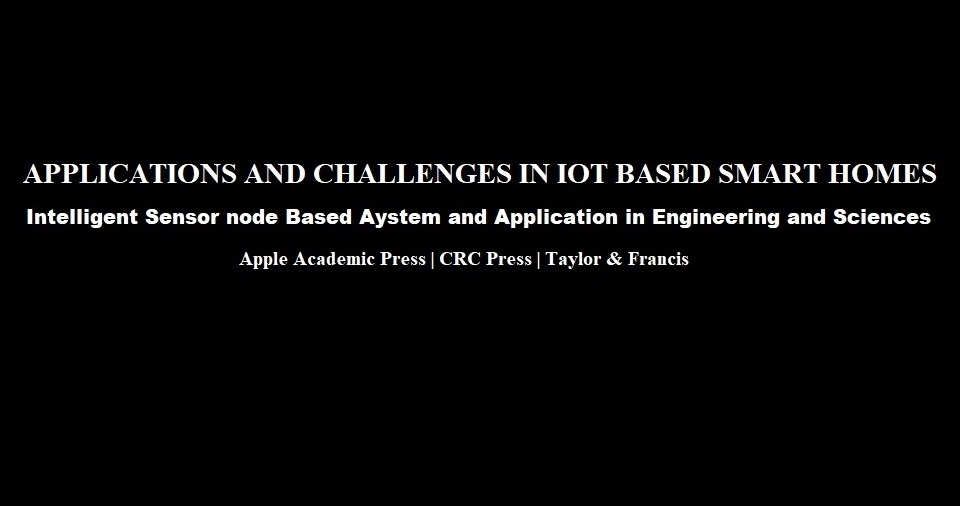 APPLICATIONS AND CHALLENGES IN IOT BASED SMART HOMES
Intelligent Sensor node Based Aystem and Application in Engineering and Sciences
Apple Academic Press | CRC Press | Taylor & Francis